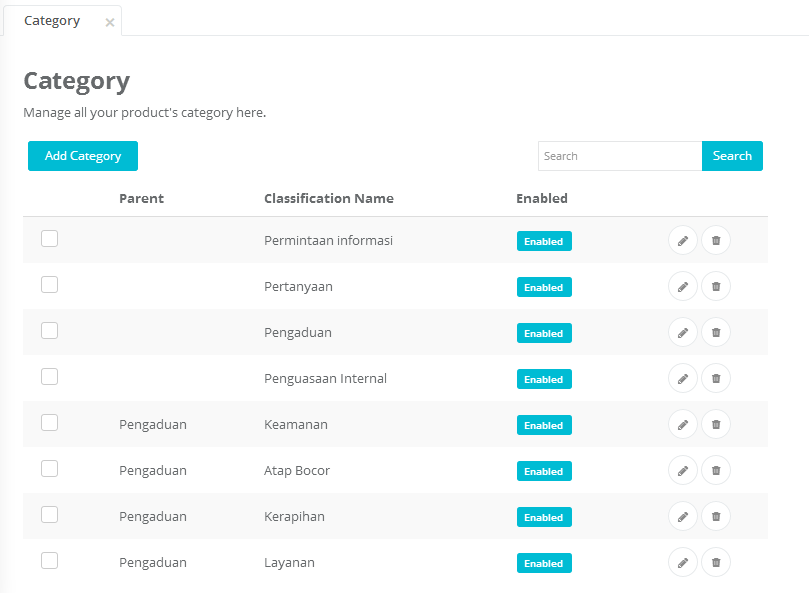 Category
Category
Manage all your product's category here.
Add Category
Search Search
Parent Classification Name Enabled
Permintaan informasi Enabled
Pertanyaan Enabled
Pengaduan Enabled
Penguasaan Internal Enabled
Pengaduan Keamanan Enabled
Pengaduan Atap Bocor Enabled
Pengaduan Kerapihan Enabled
Pengaduan Layanan Enabled